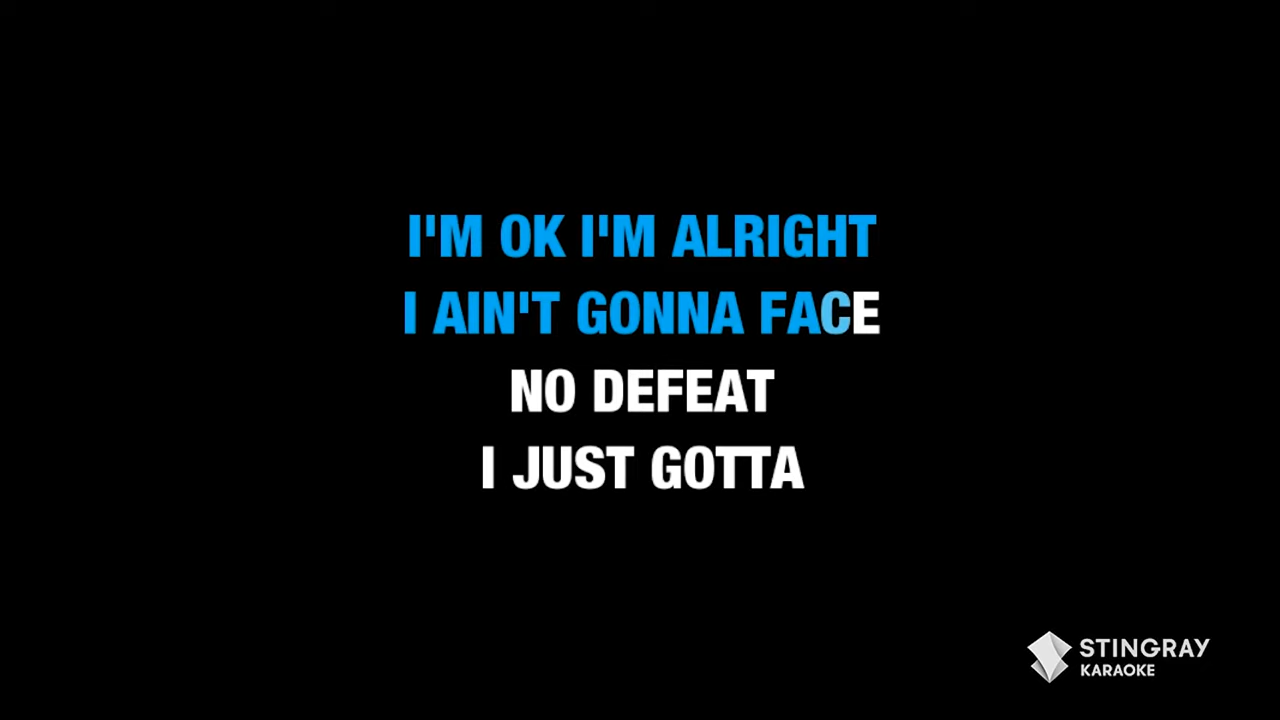 I'M OK I'M ALRIGHT
I AIN'T GONNA FACE
NO DEFEAT
I JUST GOTTA
STINGRAY
KARAOKE